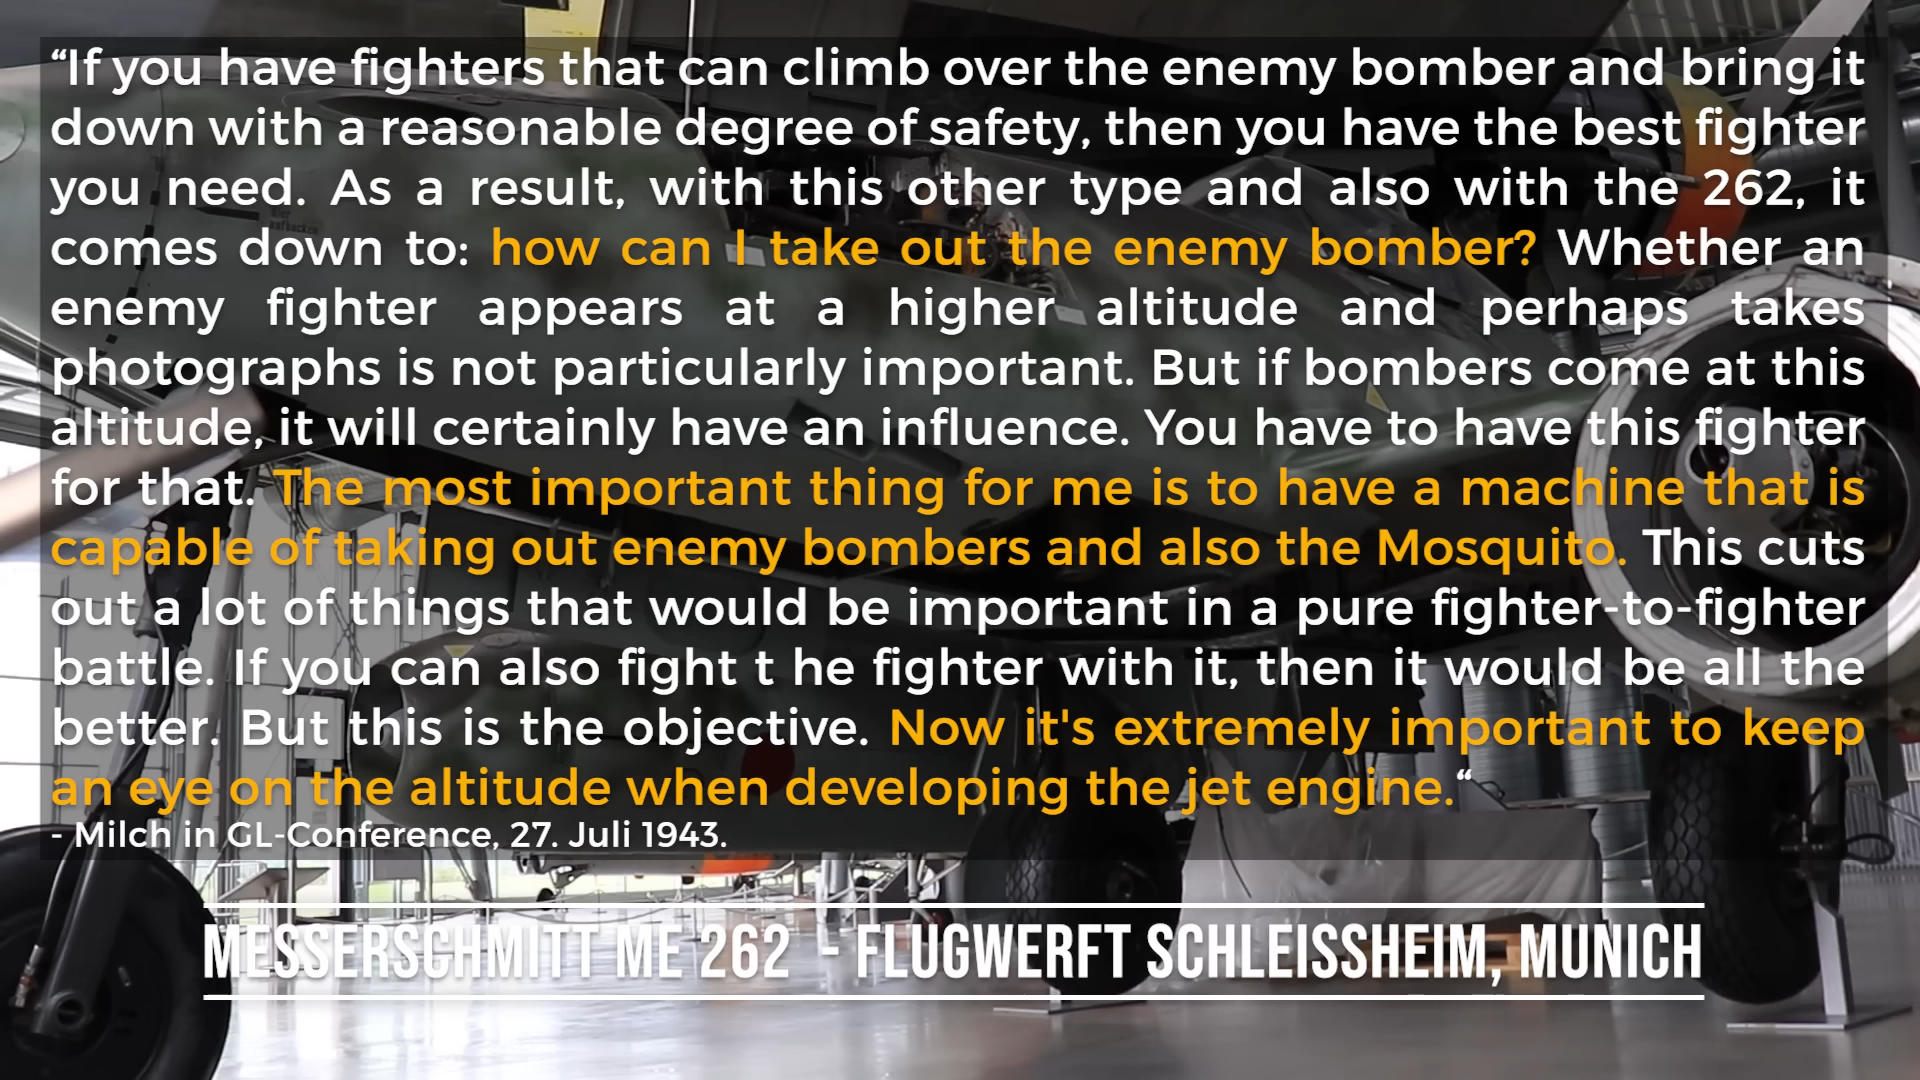 “If you have fighters that can climb over the enemy bomber and bring it
down with a reasonable degree of safety, then you have the best fighter
you need. As a result, with this other type and also with the 262, it
comes down to: how can I take out the enemy bomber? Whether an
enemy fighter appears at a higher altitude and perhaps takes
photographs is not particularly important. But if bombers come at this
altitude, it will certainly have an influence. You have to have this fighter
for that. The most important thing for me is to have a machine that is
capable of taking out enemy bombers and also the Mosquito. This cuts
out a lot of things that would be important in a pure fighter-to-fighter
battle. If you can also fight t he fighter with it, then it would be all the
better. But this is the objective. Now it's extremely important to keep
an eye on the altitude when developing the jet engine.“
- Milch in GL-Conference, 27. Juli 1943.
MESSERSCHMITT ME 262 - FLUGWERFT SCHLEISSHEIM, MUNICH